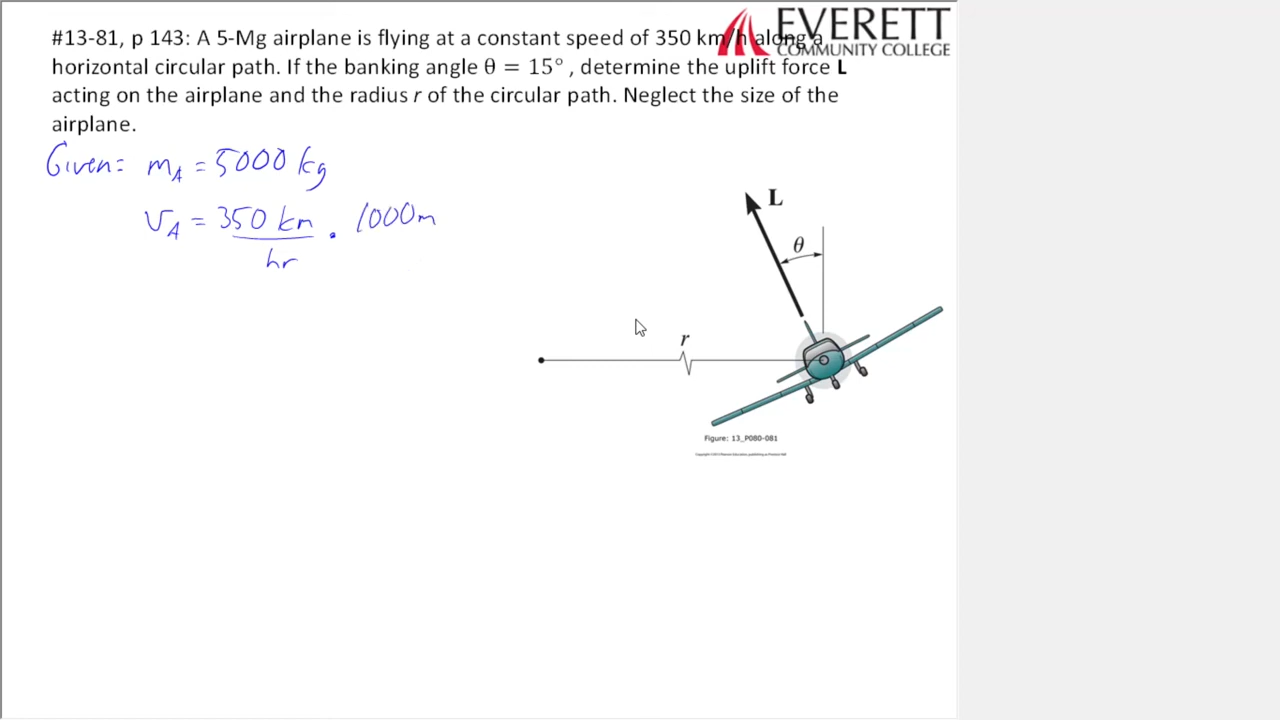 EVERETT
COMMUNITY COLLEGE
#13-81, p 143: A 5-Mg airplane is flying at a constant speed of 350 km/h along a
horizontal circular path. If the banking angle θ = 15°, determine the uplift force L
acting on the airplane and the radius r of the circular path. Neglect the size of the
airplane.
Given: m_A = 5000 kg
v_A = 350 km/hr · 1000m
L
θ
r
Figure: 13_P080-081